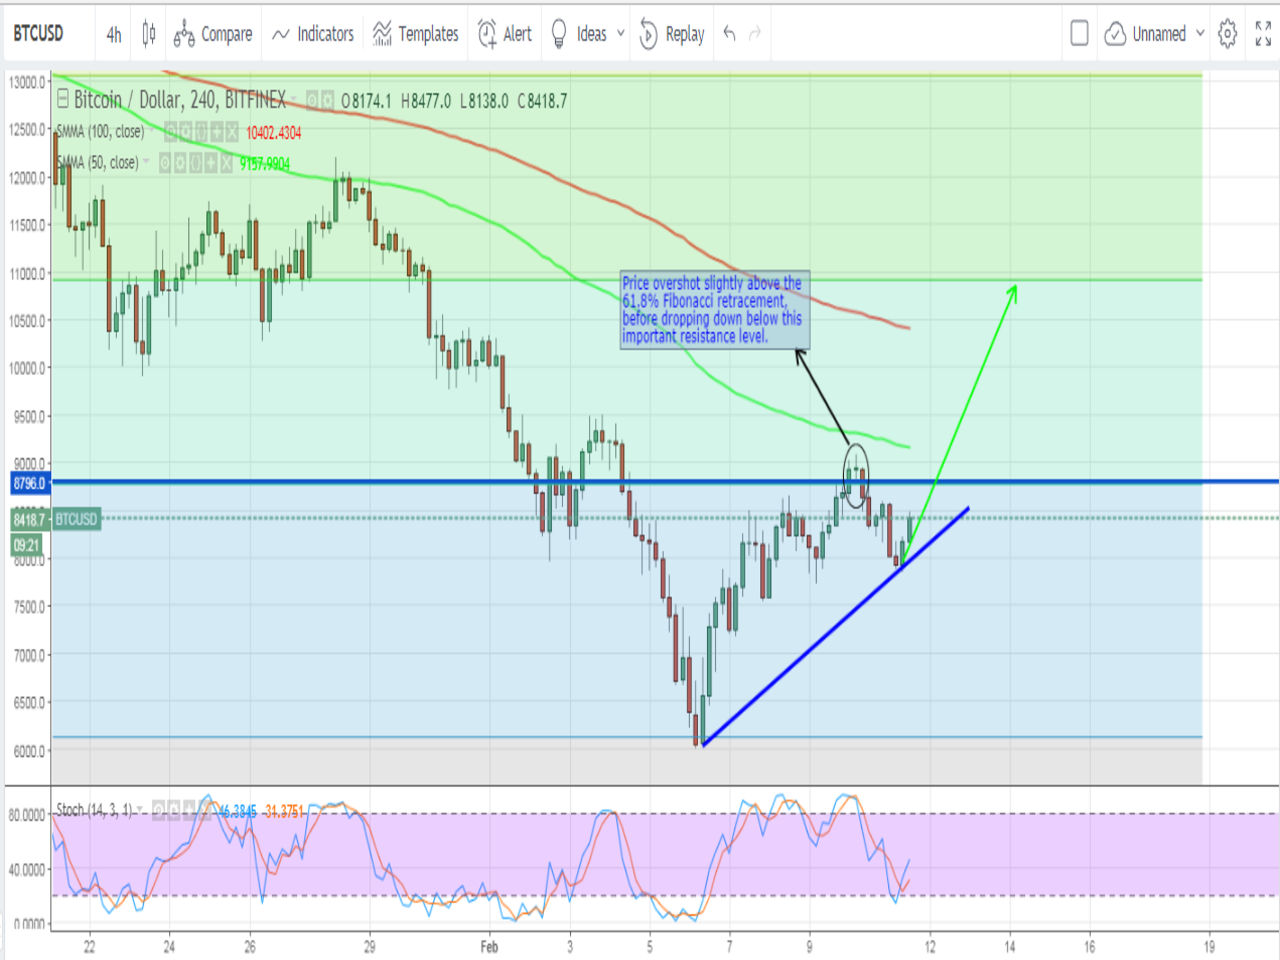 BTCUSD 4h Compare Indicators Templates Alert Ideas Replay Unnamed
Bitcoin / Dollar, 240, BITFINEX O8174.1 H8477.0 L8138.0 C8418.7
SMMA (100, close) 10402.4304
SMMA (50, close) 9157.9904
13000.0
12500.0
12000.0
11500.0
11000.0
10500.0
10000.0
9500.0
9000.0
8796.0
8418.7 BTCUSD
09:21
8000.0
7500.0
7000.0
6500.0
6000.0
Price overshot slightly above the
61.8% Fibonacci retracement,
before dropping down below this
important resistance level.
Stoch (14, 3, 1) 46.3845 31.3751
80.0000
40.0000
0.0000
22 24 26 29 Feb 3 5 7 9 12 14 16 19